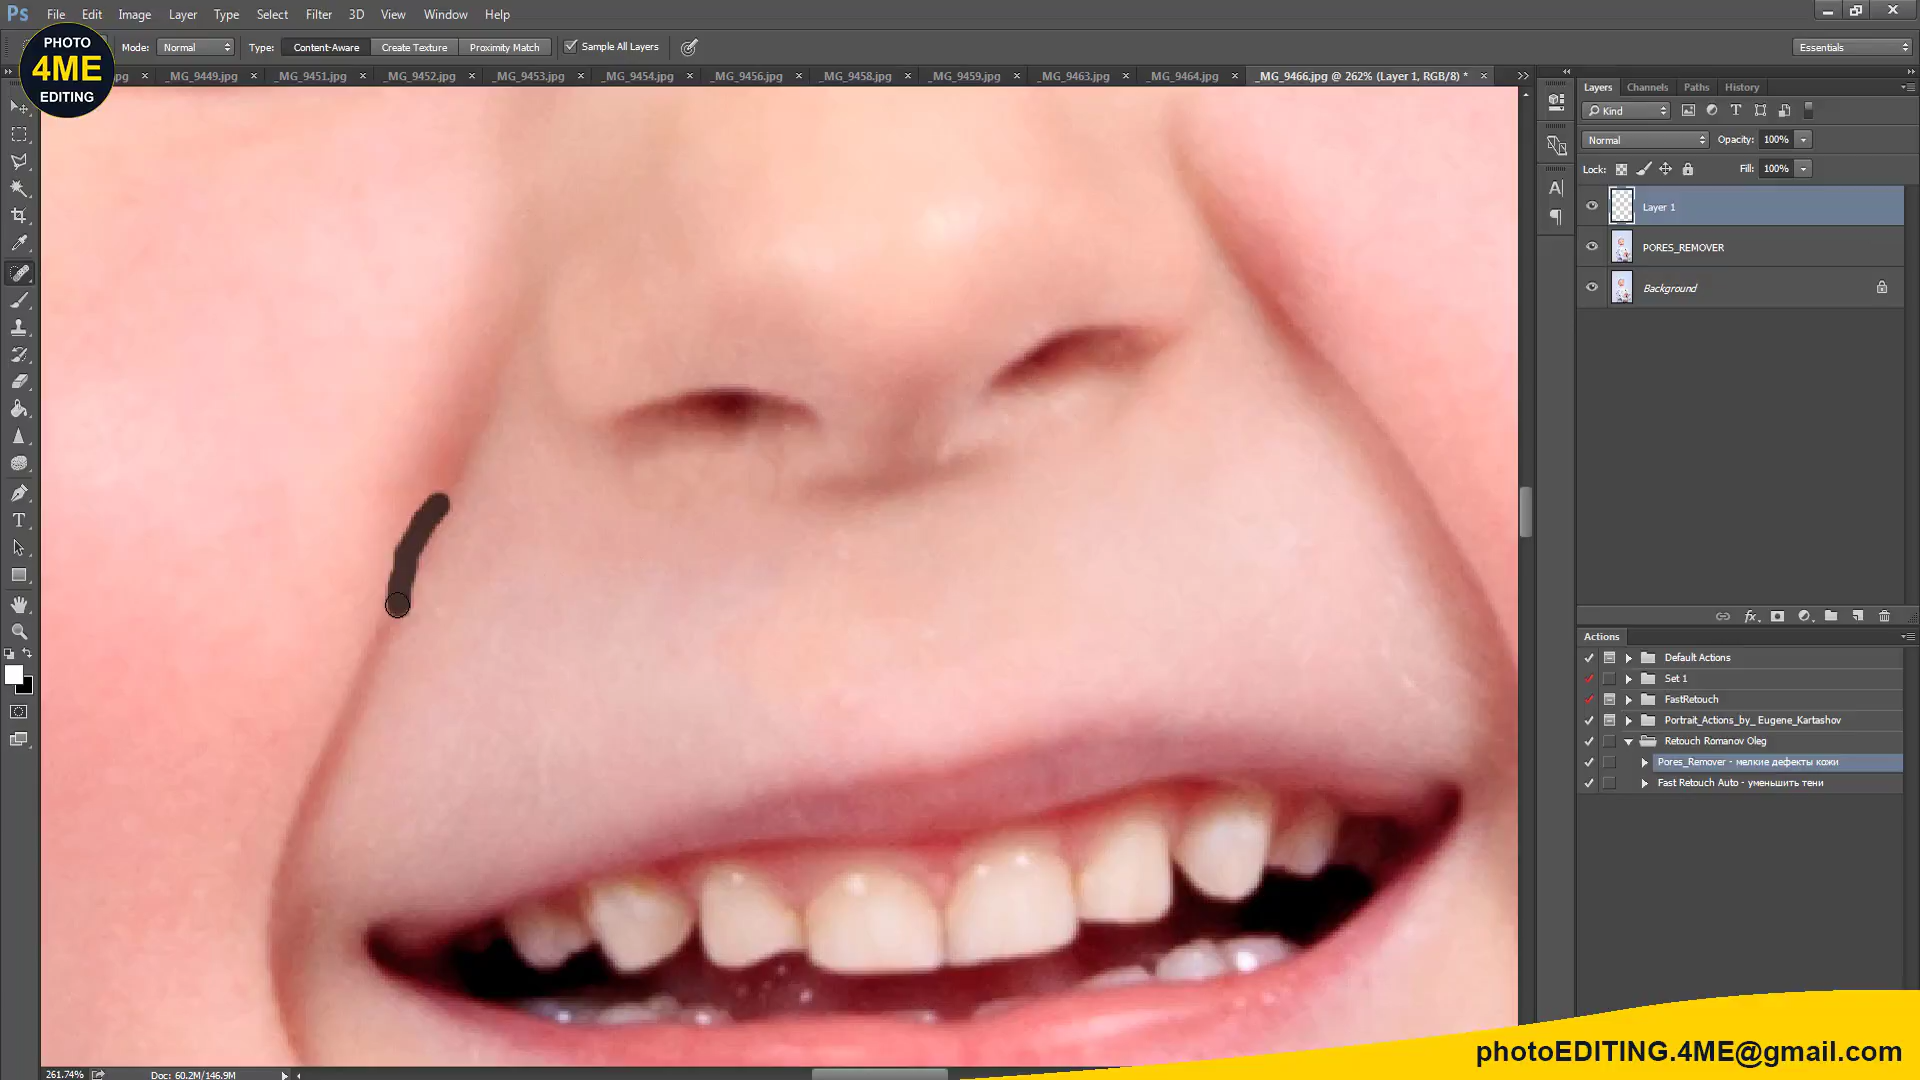 Ps File Edit Image Layer Type Select Filter 3D View Window Help
PHOTO
4ME
EDITING
Mode: Normal Type: Content-Aware Create Texture Proximity Match Sample All Layers Essentials
pg × _MG_9449.jpg × _MG_9451.jpg × _MG_9452.jpg × _MG_9453.jpg × _MG_9454.jpg × _MG_9456.jpg × _MG_9458.jpg × _MG_9459.jpg × _MG_9463.jpg × _MG_9464.jpg × _MG_9466.jpg @ 262% (Layer 1, RGB/8) * ×
Layers Channels Paths History
Kind
Normal Opacity: 100%
Lock: Fill: 100%
Layer 1
PORES_REMOVER
Background
Actions
Default Actions
Set 1
FastRetouch
Portrait_Actions_by_ Eugene_Kartashov
Retouch Romanov Oleg
Pores_Remover - мелкие дефекты кожи
Fast Retouch Auto - уменьшить тени
photoEDITING.4ME@gmail.com
261.74% Doc: 60.2M/146.9M